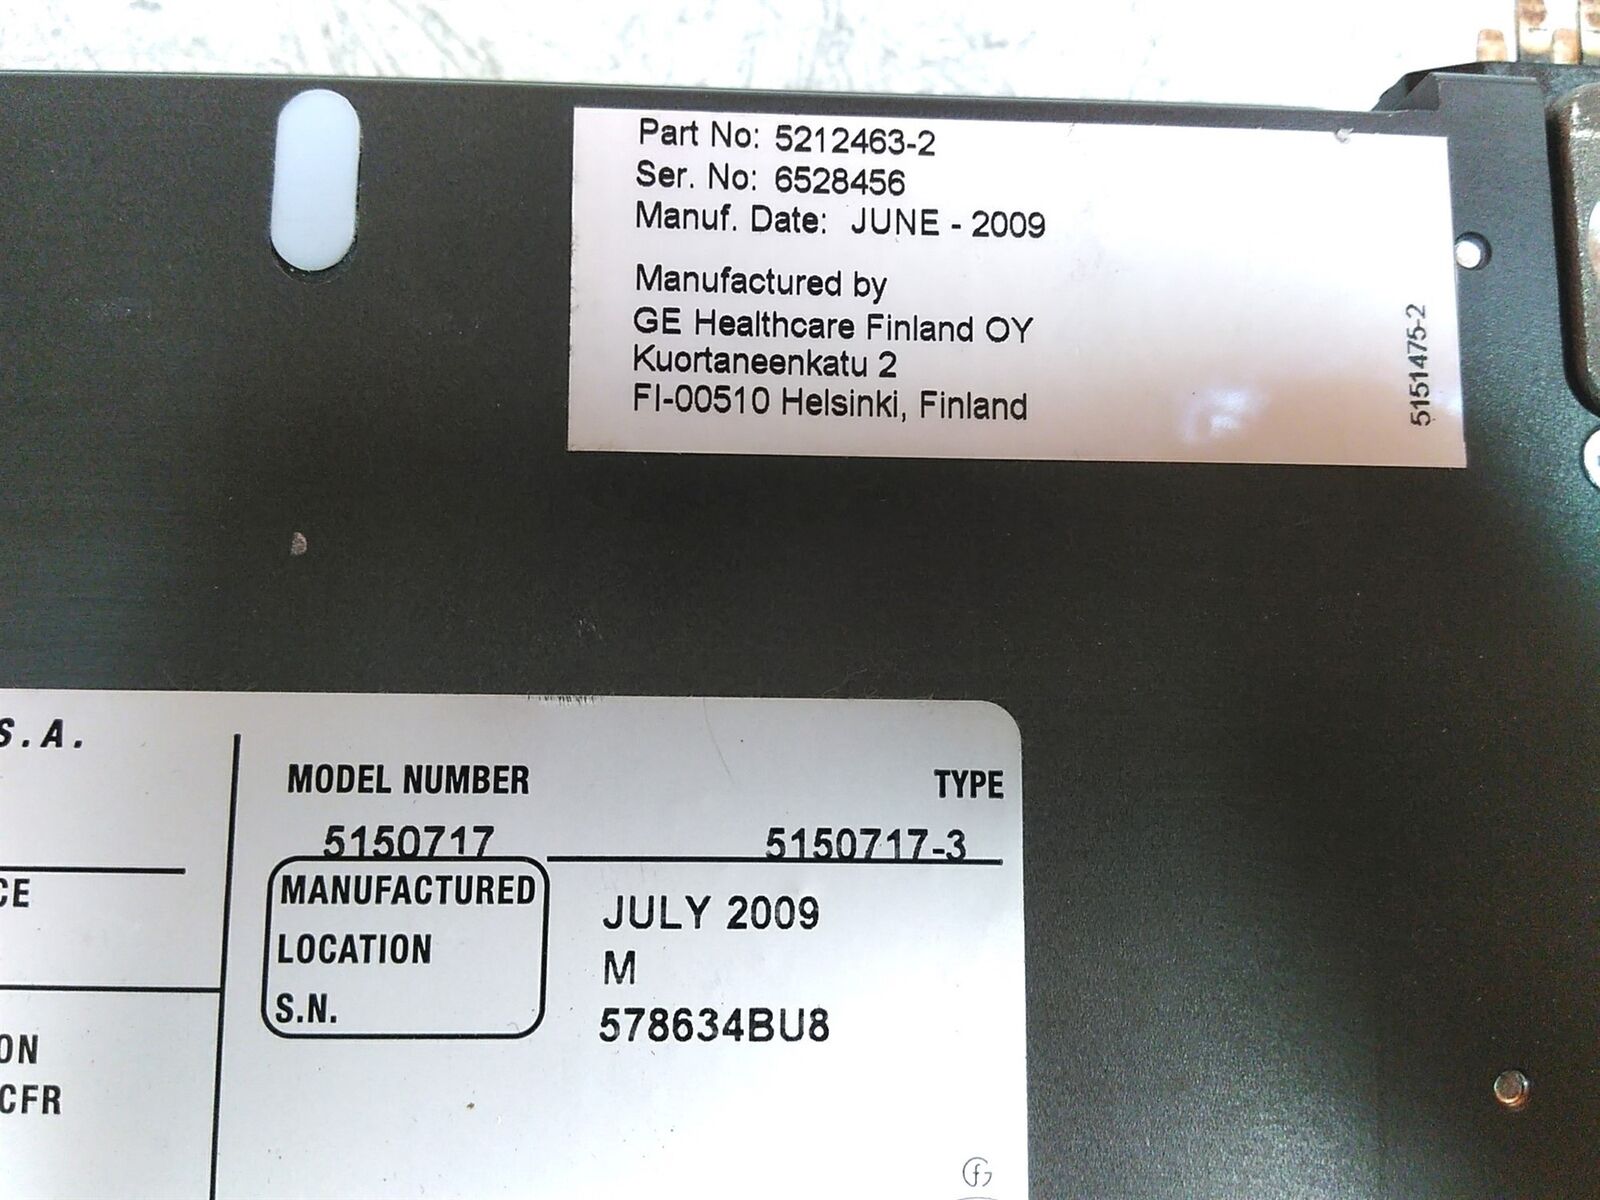 Part No: 5212463-2
Ser. No: 6528456
Manuf. Date: JUNE - 2009
Manufactured by
GE Healthcare Finland OY
Kuortaneenkatu 2
FI-00510 Helsinki, Finland
5151475-2
S.A.
CE
ON
CFR
MODEL NUMBER TYPE
5150717 5150717-3
MANUFACTURED JULY 2009
LOCATION M
S.N. 578634BU8